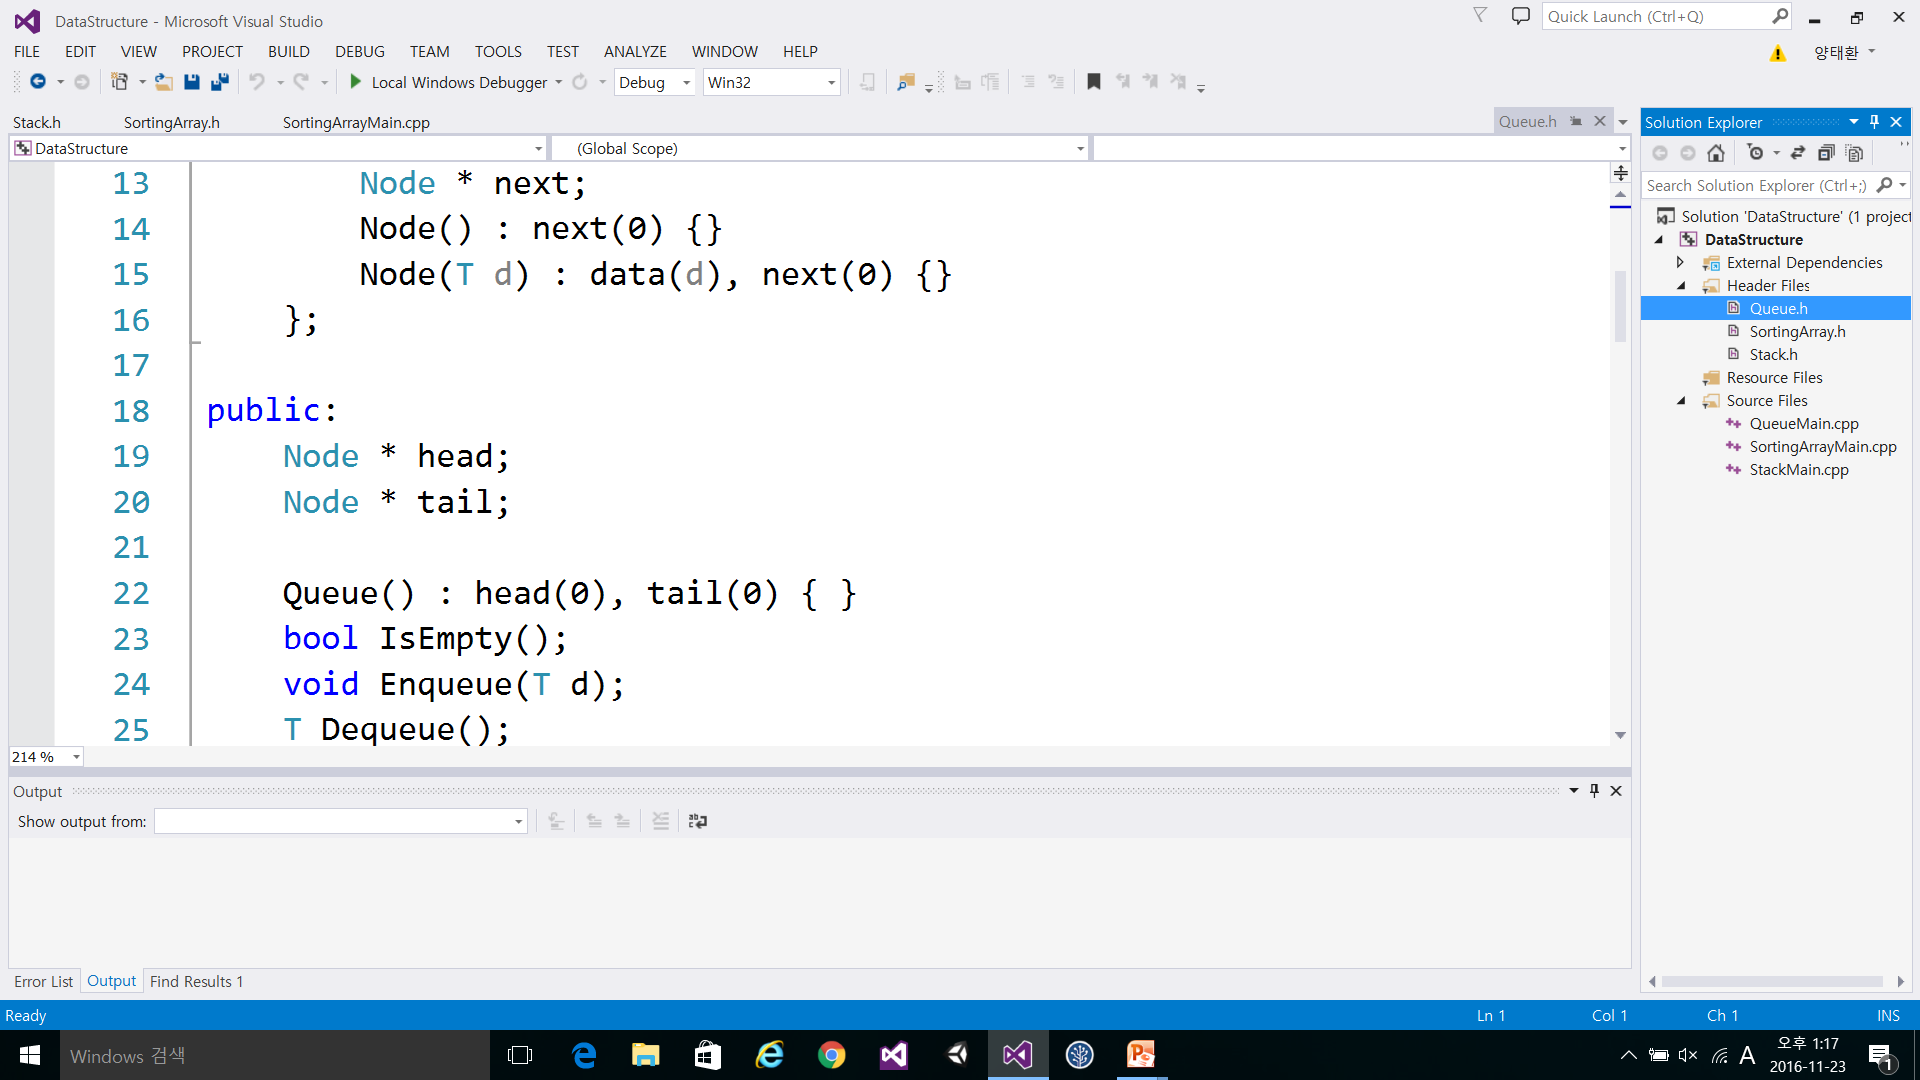 DataStructure - Microsoft Visual Studio
Quick Launch (Ctrl+Q)
FILE EDIT VIEW PROJECT BUILD DEBUG TEAM TOOLS TEST ANALYZE WINDOW HELP
양태환
Local Windows Debugger Debug Win32
Stack.h SortingArray.h SortingArrayMain.cpp Queue.h
DataStructure (Global Scope)
13 Node * next;
14 Node() : next(0) {}
15 Node(T d) : data(d), next(0) {}
16 };
17
18 public:
19 Node * head;
20 Node * tail;
21
22 Queue() : head(0), tail(0) { }
23 bool IsEmpty();
24 void Enqueue(T d);
25 T Dequeue();
214 %
Output
Show output from:
Error List Output Find Results 1
Solution Explorer
Search Solution Explorer (Ctrl+;)
Solution 'DataStructure' (1 project
DataStructure
External Dependencies
Header Files
Queue.h
SortingArray.h
Stack.h
Resource Files
Source Files
QueueMain.cpp
SortingArrayMain.cpp
StackMain.cpp
Ready Ln 1 Col 1 Ch 1 INS
Windows 검색
A
오후 1:17
2016-11-23
1